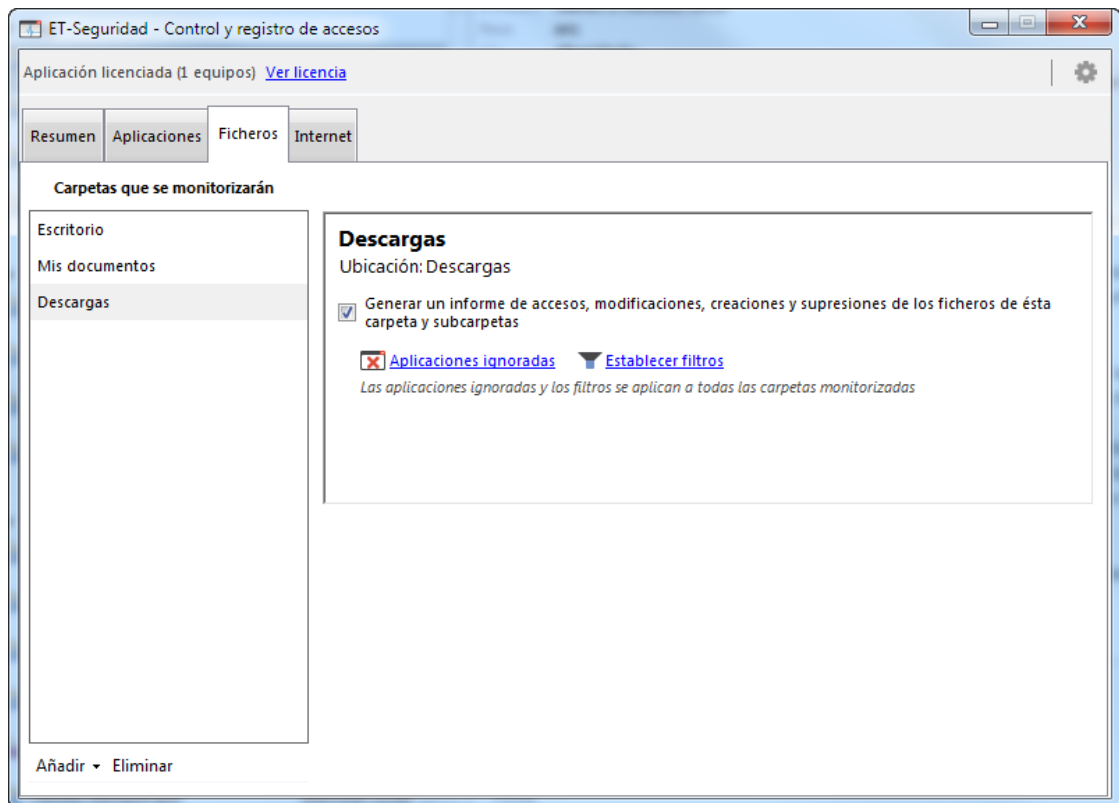 ET-Seguridad - Control y registro de accesos
Aplicación licenciada (1 equipos) Ver licencia
Resumen Aplicaciones Ficheros Internet
Carpetas que se monitorizarán
Escritorio
Mis documentos
Descargas
Descargas
Ubicación: Descargas
Generar un informe de accesos, modificaciones, creaciones y supresiones de los ficheros de ésta
carpeta y subcarpetas
Aplicaciones ignoradas Establecer filtros
Las aplicaciones ignoradas y los filtros se aplican a todas las carpetas monitorizadas
Añadir Eliminar